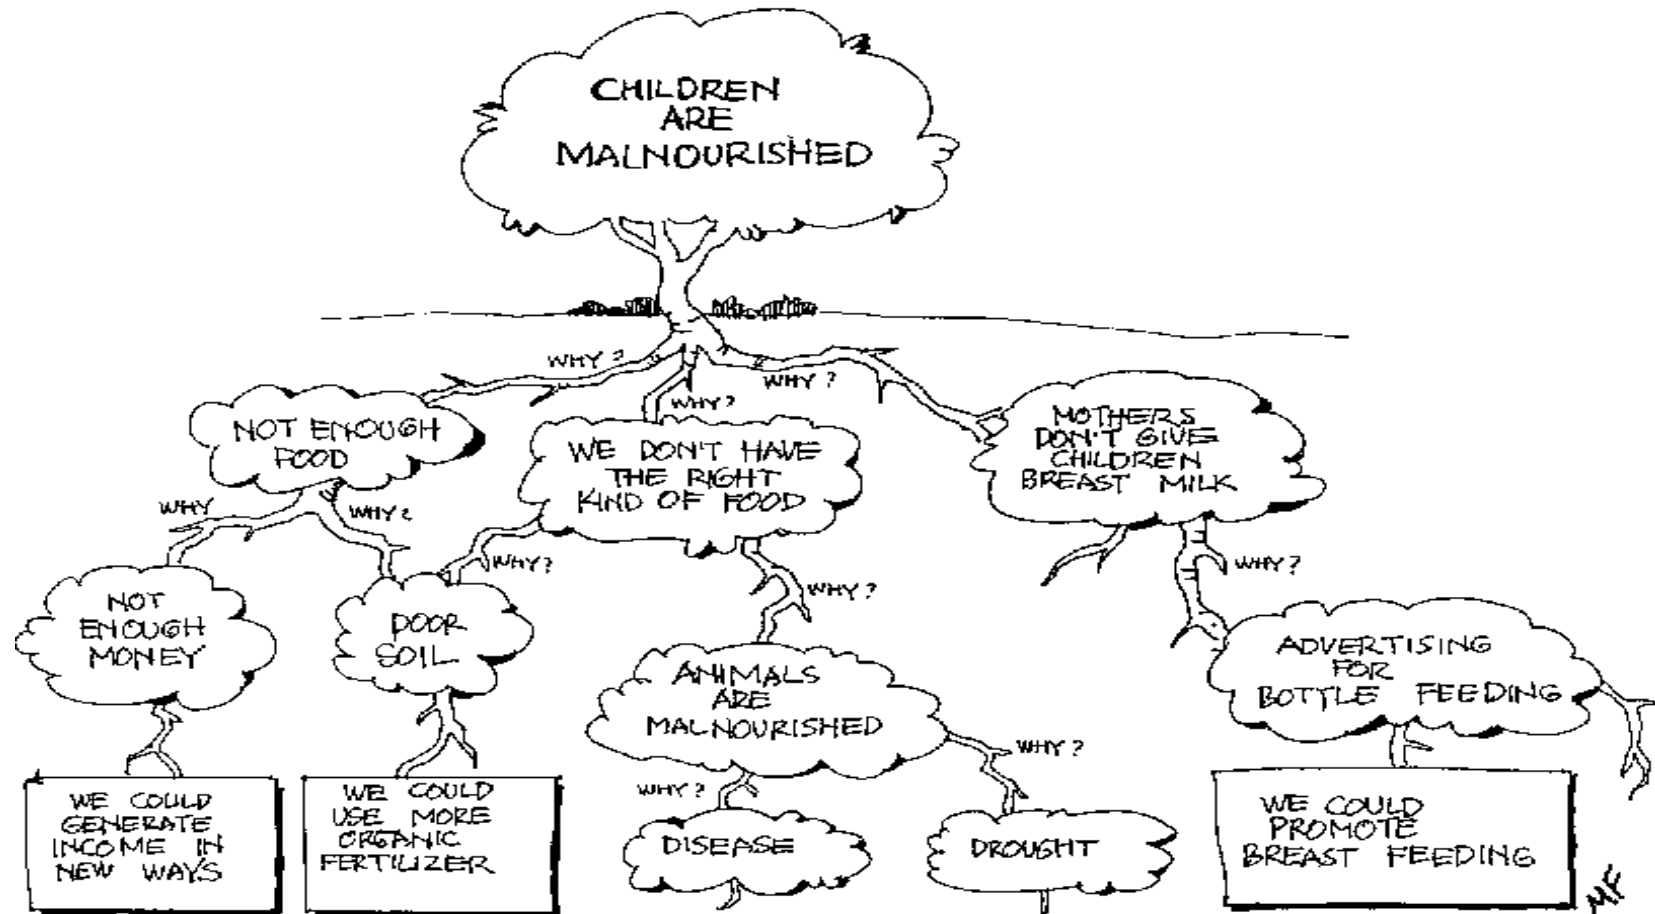 CHILDREN
ARE
MALNOURISHED
WHY?
WHY?
WHY?
NOT ENOUGH
FOOD
WE DON'T HAVE
THE RIGHT
KIND OF FOOD
MOTHERS
DON'T GIVE
CHILDREN
BREAST MILK
WHY
WHY?
WHY?
WHY?
WHY?
NOT
ENOUGH
MONEY
POOR
SOIL
ANIMALS
ARE
MALNOURISHED
ADVERTISING
FOR
BOTTLE FEEDING
WHY?
WHY?
WE COULD
GENERATE
INCOME IN
NEW WAYS
WE COULD
USE MORE
ORGANIC
FERTILIZER
DISEASE
DROUGHT
WE COULD
PROMOTE
BREAST FEEDING
MF